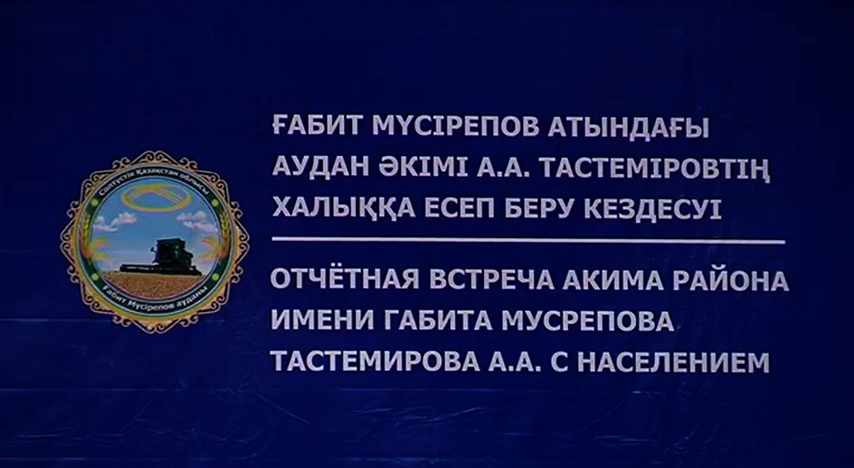 Солтүстік Қазақстан облысы
Ғабит Мүсірепов ауданы
ҒАБИТ МҮСІРЕПОВ АТЫНДАҒЫ
АУДАН ӘКІМІ А.А. ТАСТЕМІРОВТІҢ
ХАЛЫҚҚА ЕСЕП БЕРУ КЕЗДЕСУІ
ОТЧЁТНАЯ ВСТРЕЧА АКИМА РАЙОНА
ИМЕНИ ГАБИТА МУСРЕПОВА
ТАСТЕМИРОВА А.А. С НАСЕЛЕНИЕМ